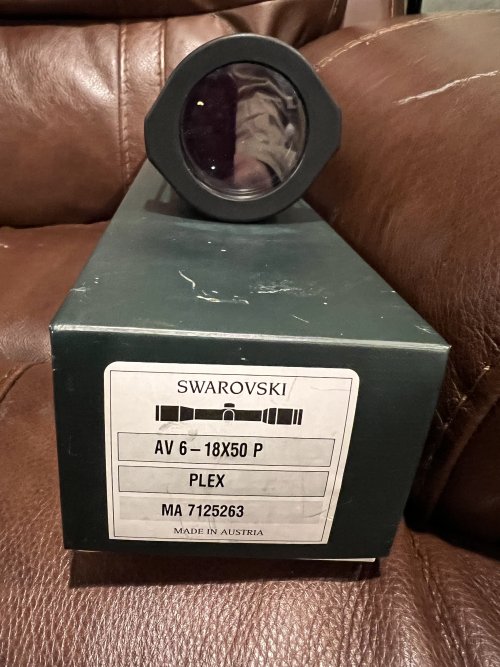 SWAROVSKI
AV 6–18X50 P
PLEX
MA 7125263
MADE IN AUSTRIA